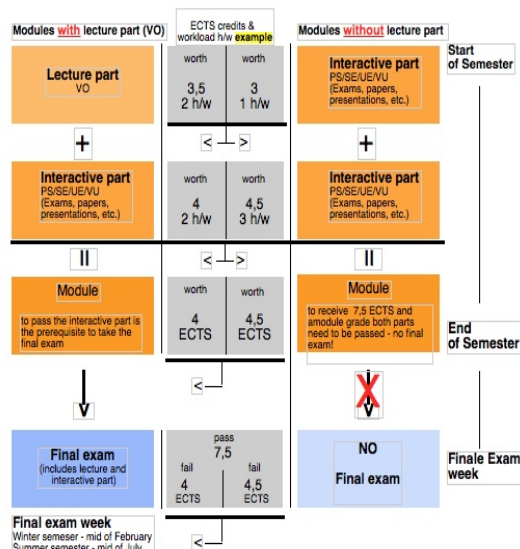 Modules with lecture part (VO)
ECTS credits &
workload h/w example
Modules without lecture part
Lecture part
VO
worth
3,5
2 h/w
worth
3
1 h/w
Interactive part
PS/SE/UE/VU
(Exams, papers,
presentations, etc.)
Start
of Semester
+
< >
+
Interactive part
PS/SE/UE/VU
(Exams, papers,
presentations, etc.)
worth
4
2 h/w
worth
4,5
3 h/w
Interactive part
PS/SE/UE/VU
(Exams, papers,
presentations, etc.)
=
< >
=
Module
to pass the interactive part is
the prerequisite to take the
final exam
worth
4
ECTS
worth
4,5
ECTS
Module
to receive 7,5 ECTS and
amodule grade both parts
need to be passed - no final
exam!
End
of Semester
<
X
Final exam
(includes lecture and
interactive part)
pass
7,5
fail
4
ECTS
fail
4,5
ECTS
NO
Final exam
Finale Exam
week
Final exam week
Winter semeser - mid of February
Summer semester - mid of July
<